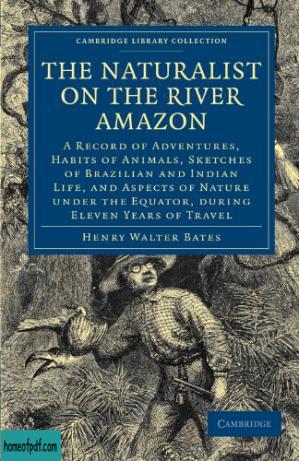 CAMBRIDGE LIBRARY COLLECTION
THE NATURALIST
ON THE RIVER
AMAZON
A RECORD OF ADVENTURES,
HABITS OF ANIMALS, SKETCHES
OF BRAZILIAN AND INDIAN
LIFE, AND ASPECTS OF NATURE
UNDER THE EQUATOR, DURING
ELEVEN YEARS OF TRAVEL
HENRY WALTER BATES
CAMBRIDGE
homeofpdf.com